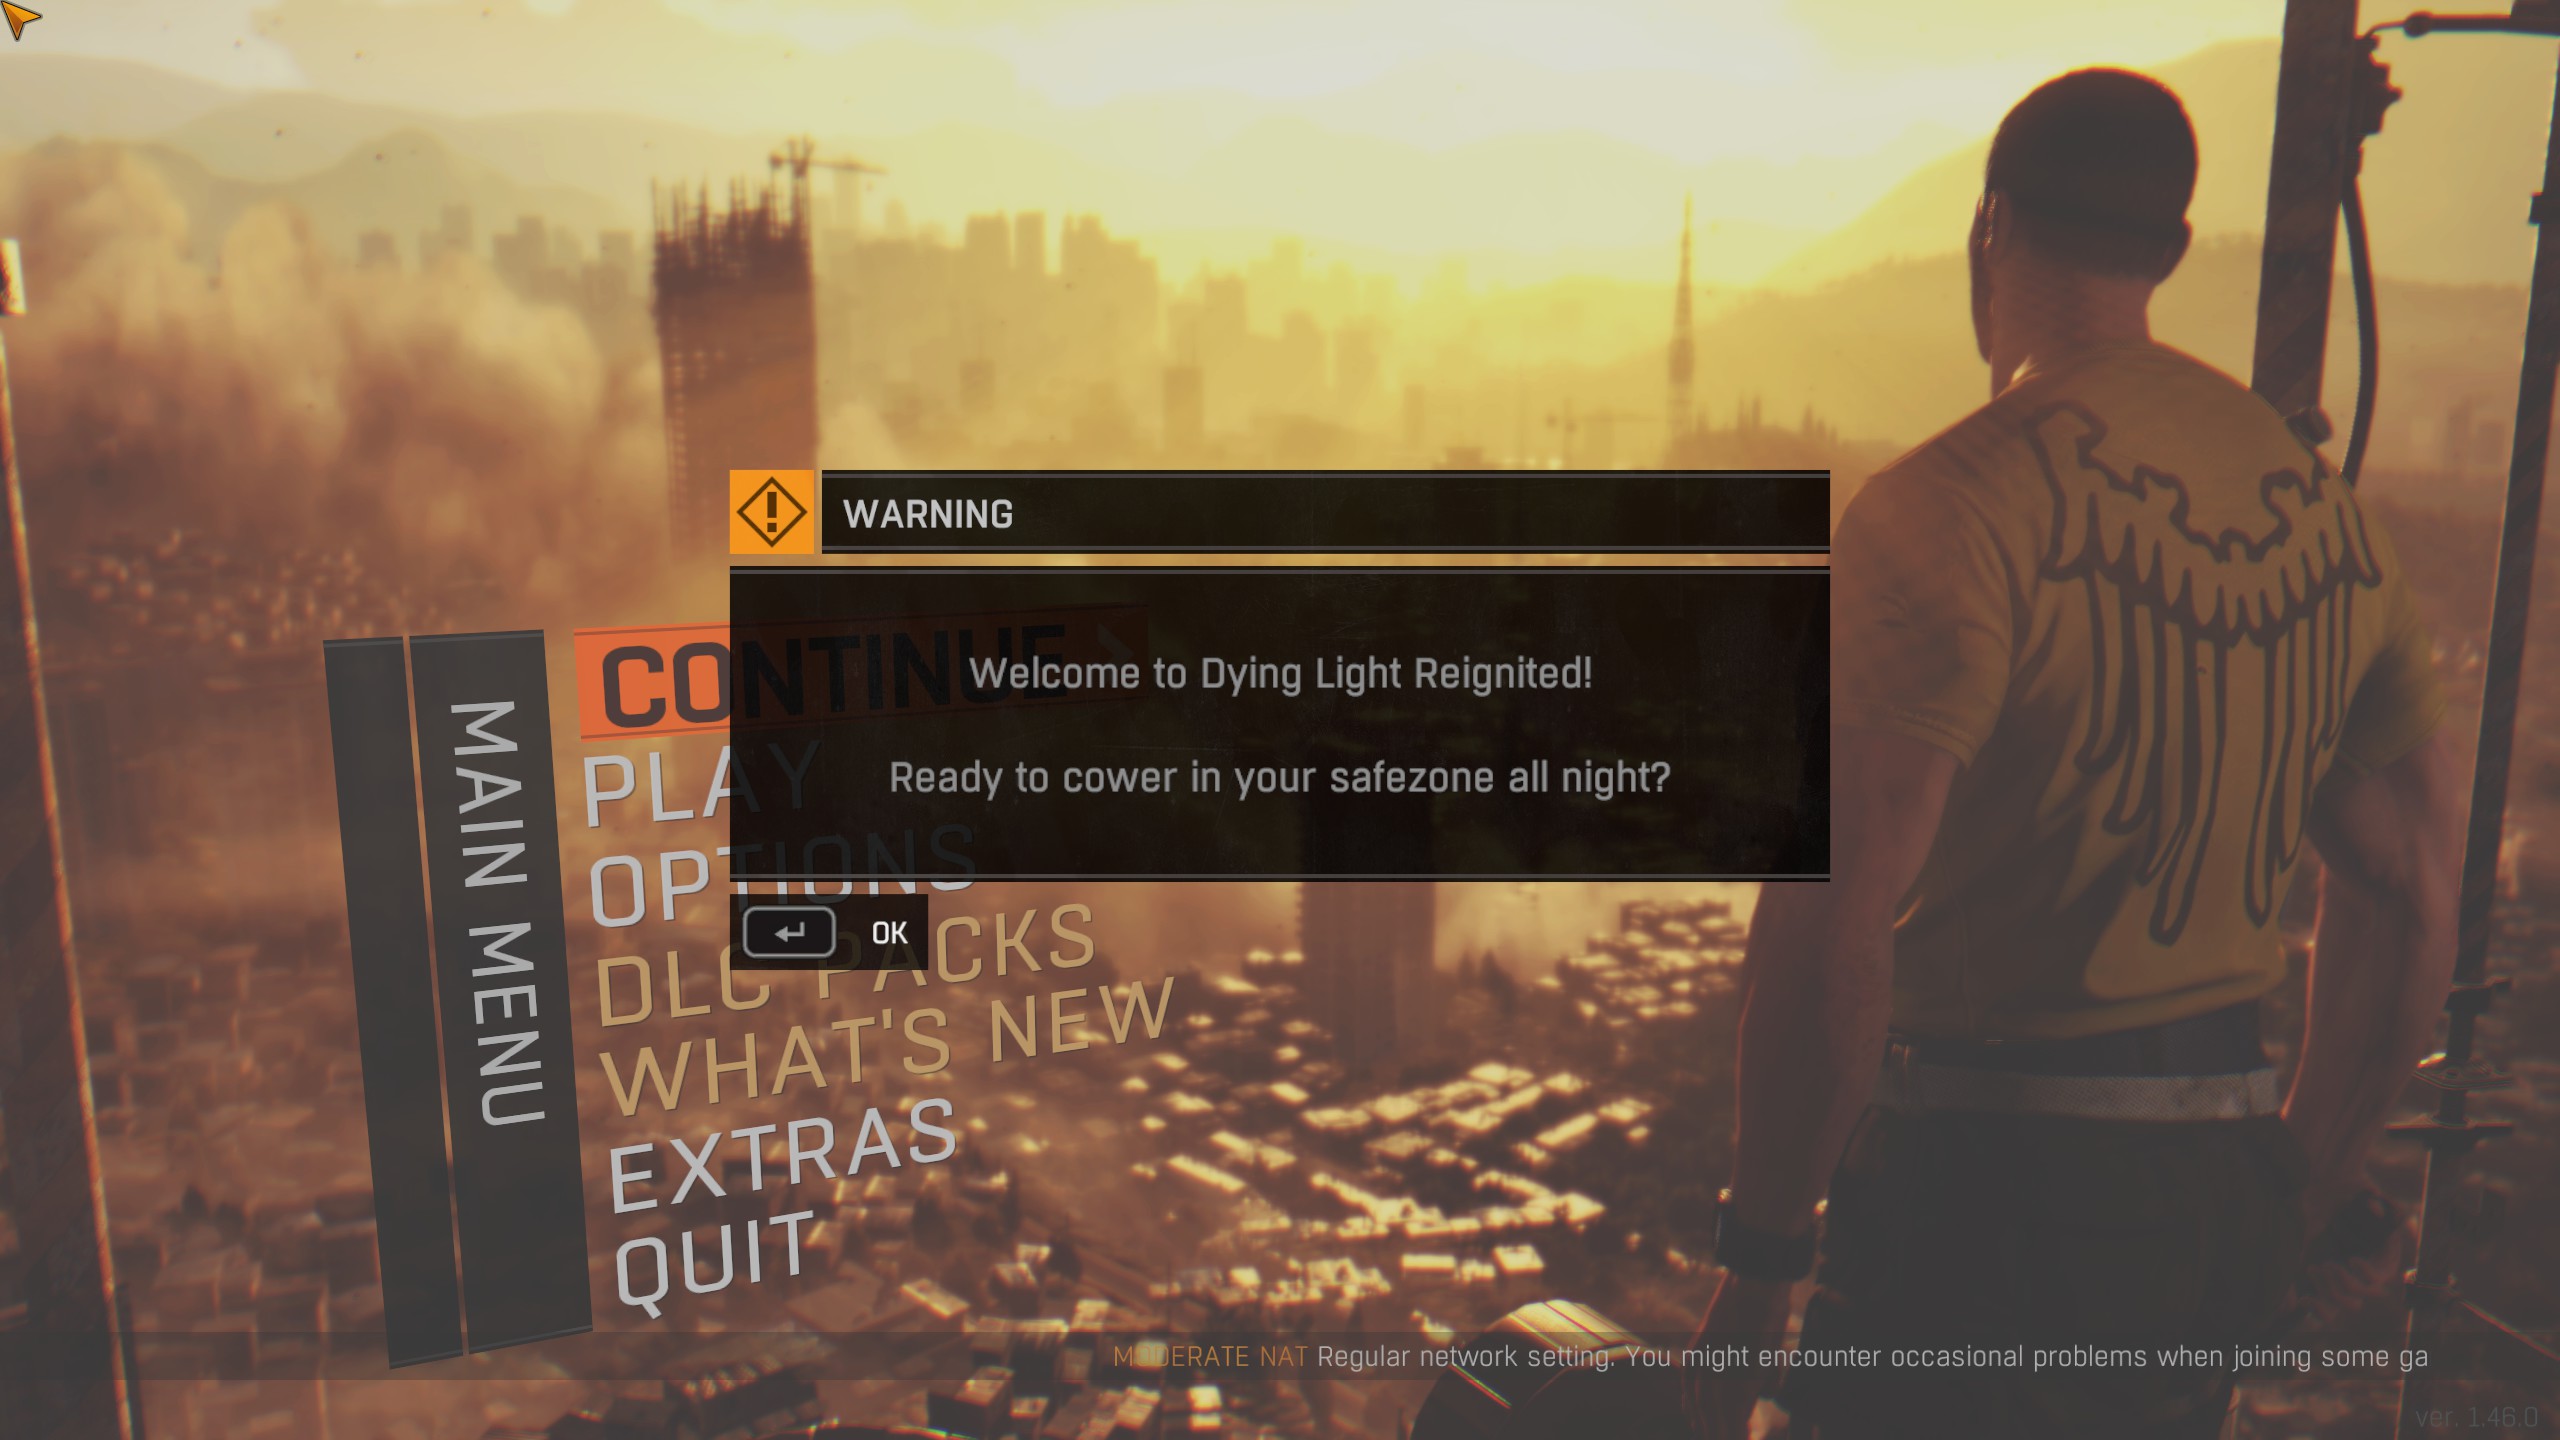 WARNING
Welcome to Dying Light Reignited!
Ready to cower in your safezone all night?
OK
MAIN MENU
CONTINUE
PLAY
OPTIONS
DLC PACKS
WHAT'S NEW
EXTRAS
QUIT
MODERATE NAT Regular network setting. You might encounter occasional problems when joining some ga
ver. 1.46.0